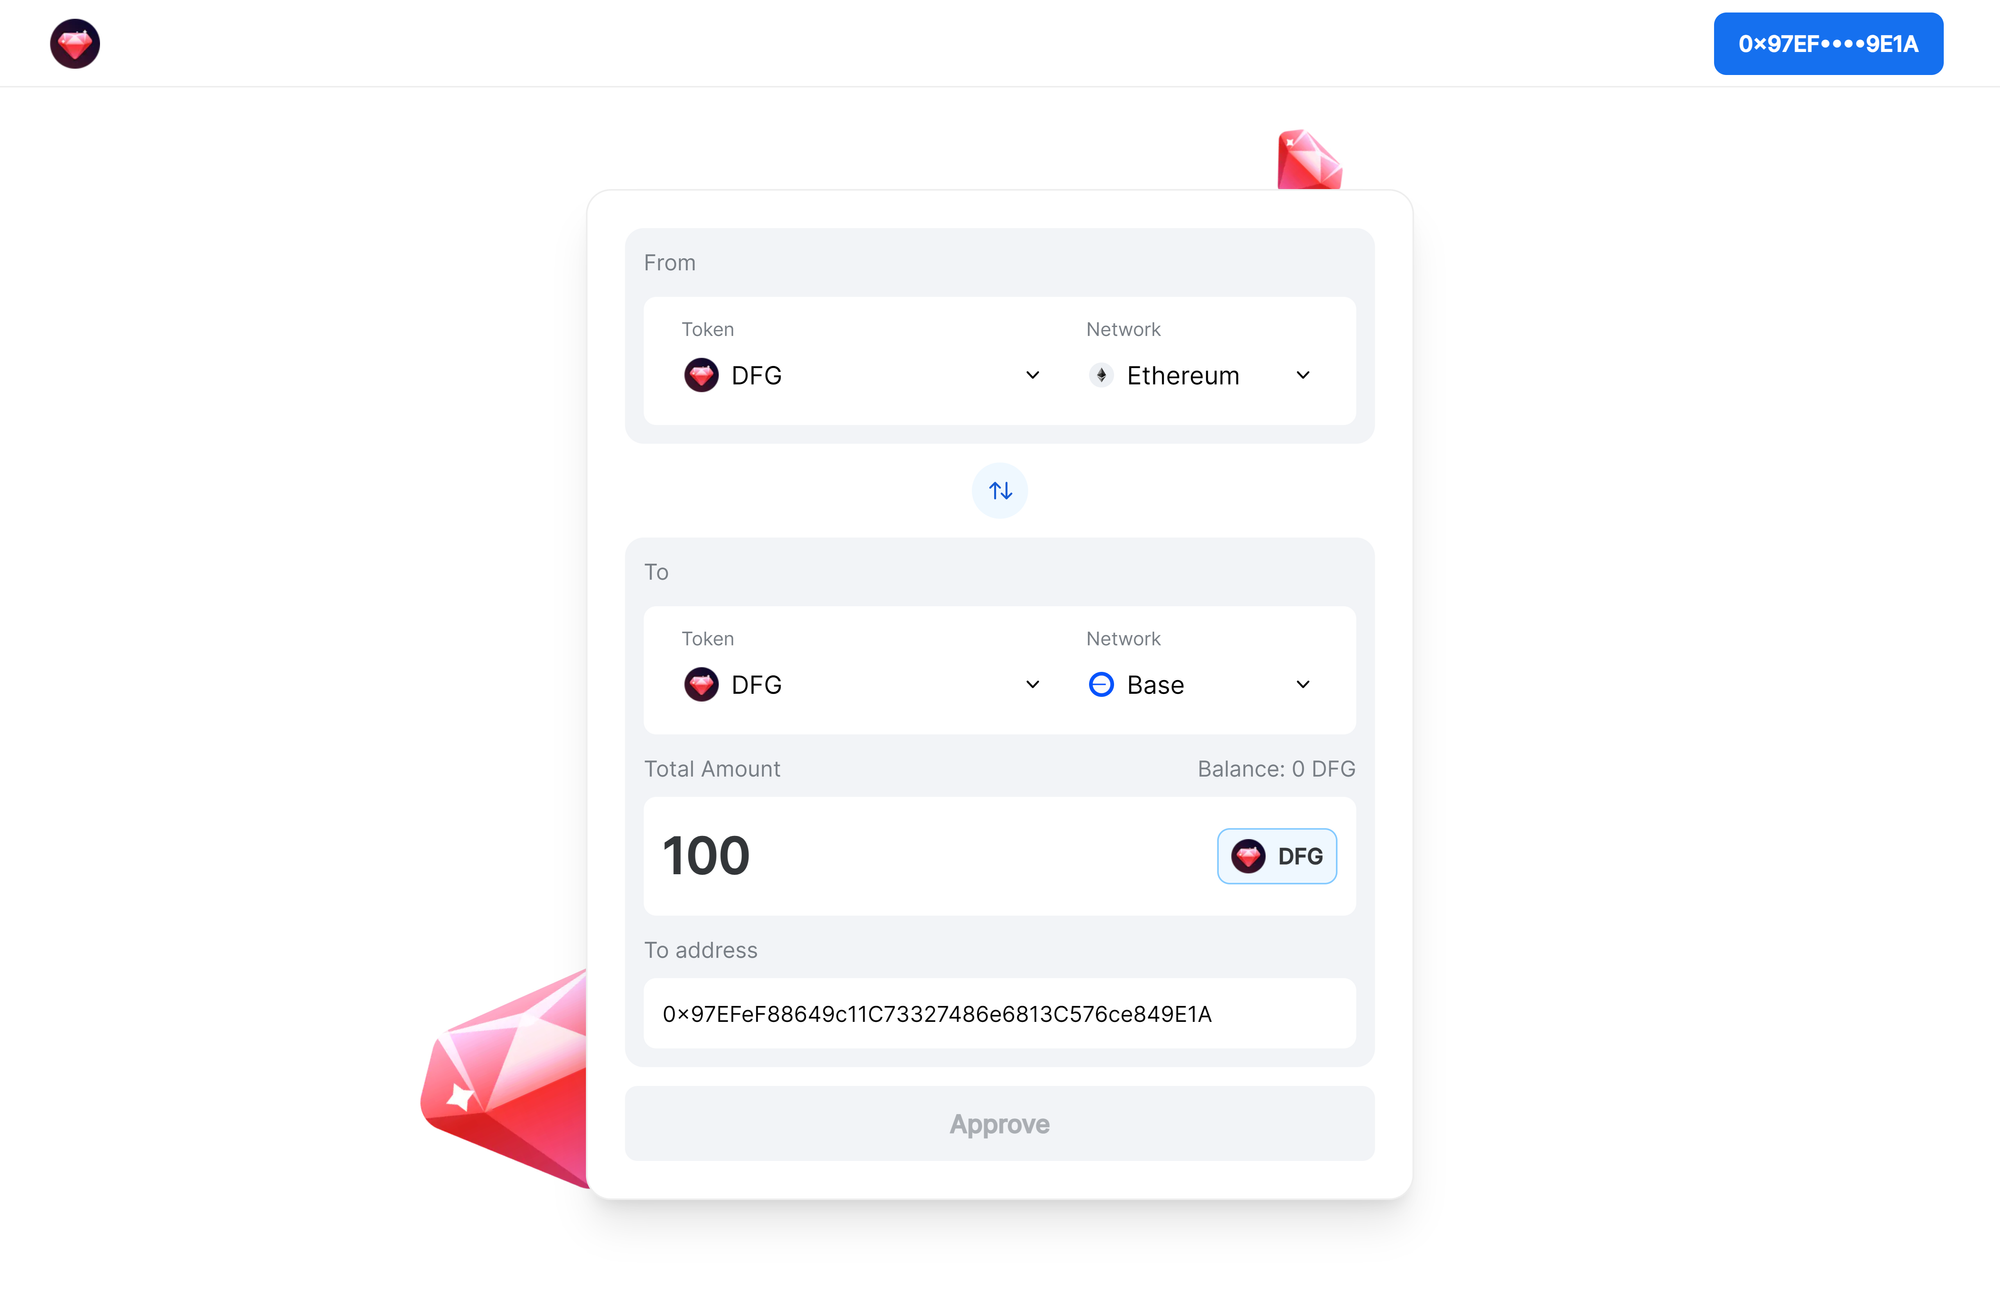 0×97EF••••9E1A
From
Token Network
DFG Ethereum
To
Token Network
DFG Base
Total Amount Balance: 0 DFG
100 DFG
To address
0×97EFeF88649c11C73327486e6813C576ce849E1A
Approve